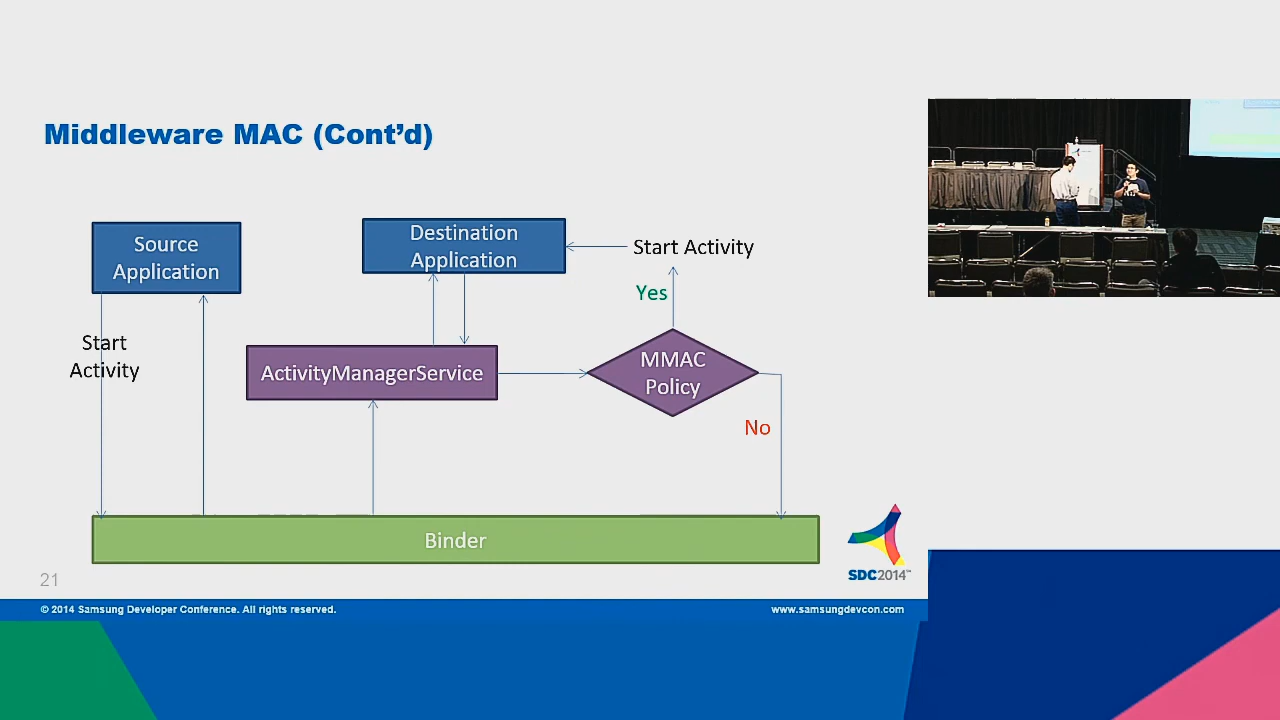 Middleware MAC (Cont'd)
Source
Application
Destination
Application
Start Activity
Yes
Start
Activity
ActivityManagerService
MMAC
Policy
No
Binder
SDC2014™
21
© 2014 Samsung Developer Conference. All rights reserved.
www.samsungdevcon.com